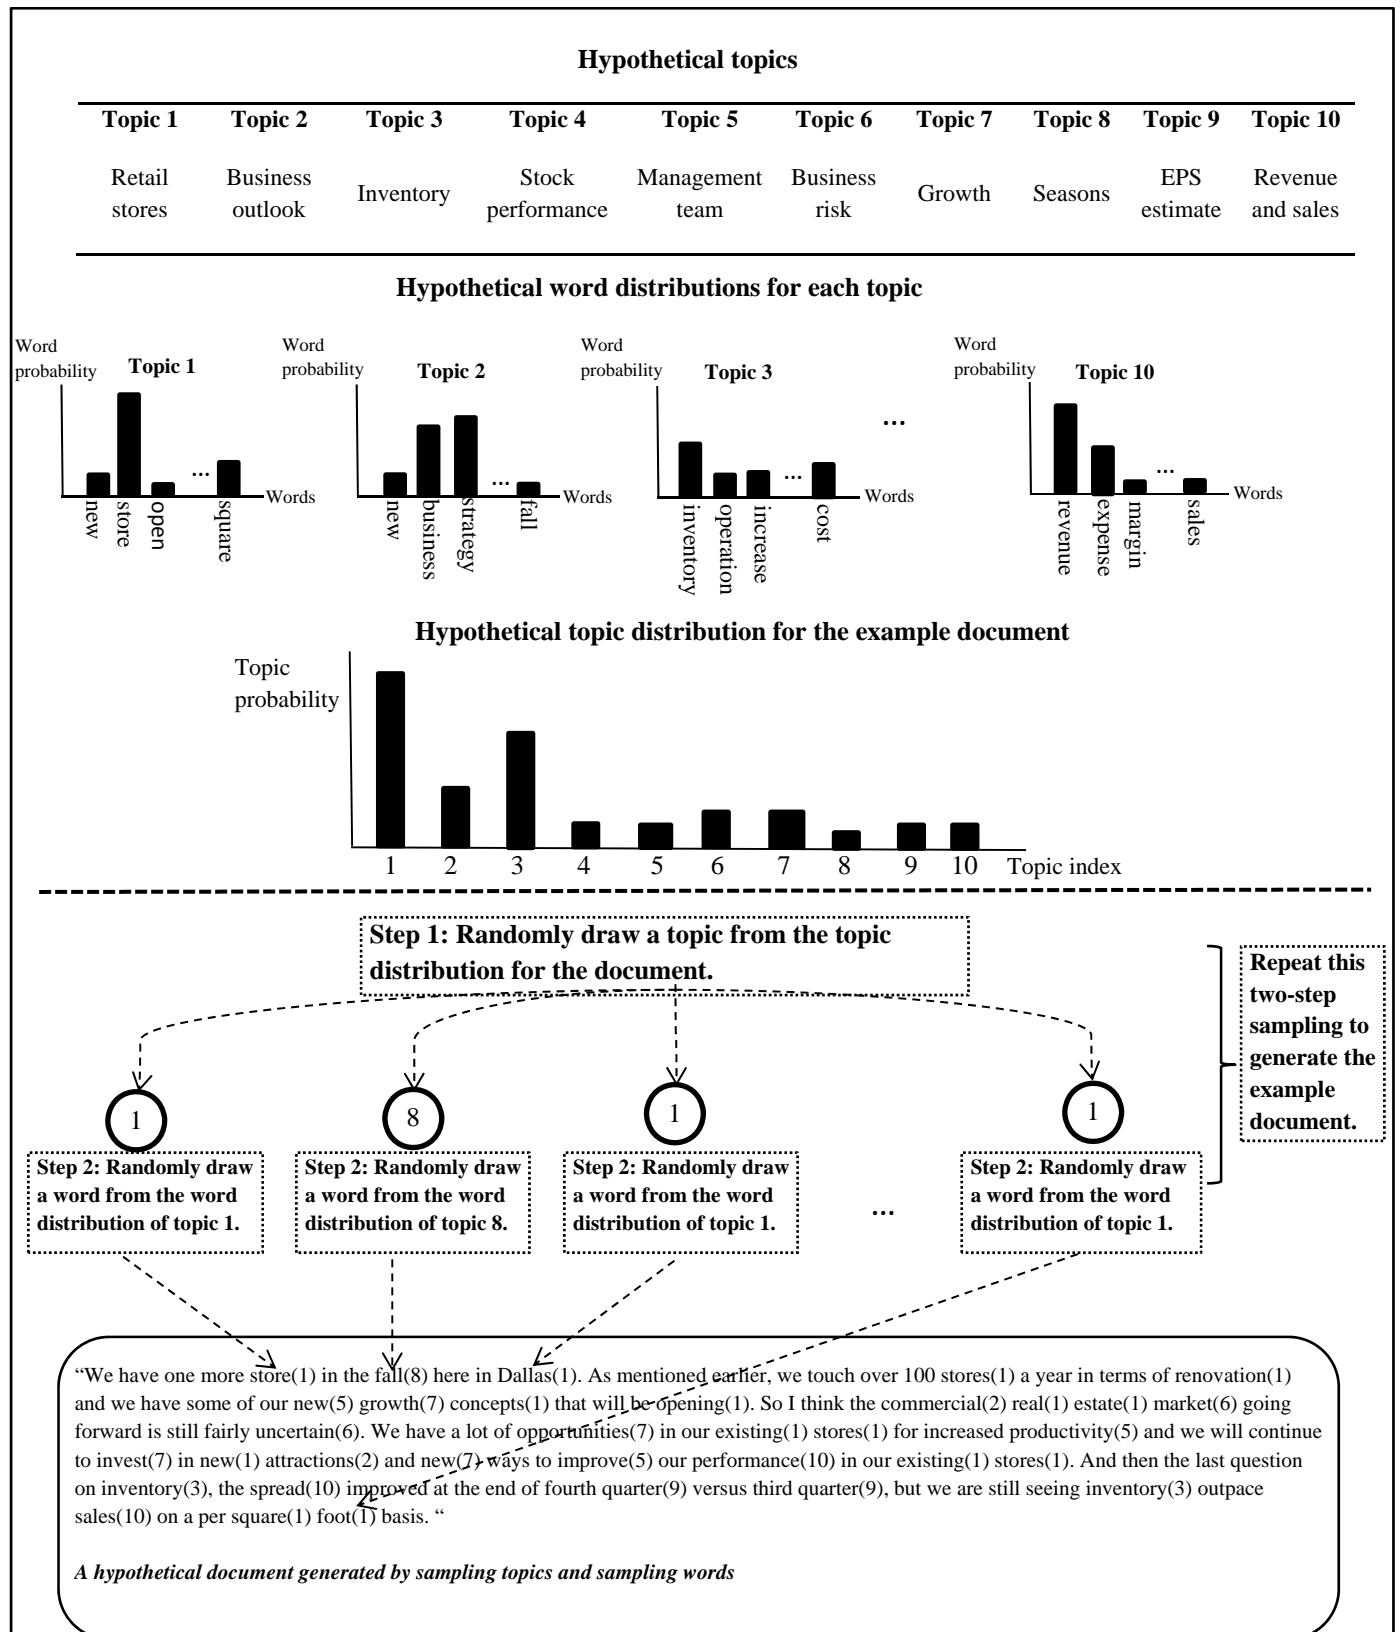 Hypothetical topics
Topic 1 Topic 2 Topic 3 Topic 4 Topic 5 Topic 6 Topic 7 Topic 8 Topic 9 Topic 10
Retail stores
Business outlook
Inventory
Stock performance
Management team
Business risk
Growth
Seasons
EPS estimate
Revenue and sales
Hypothetical word distributions for each topic
Word
probability
Topic 1
...
Words
new
store
open
square
Word
probability
Topic 2
...
Words
new
business
strategy
fall
Word
probability
Topic 3
...
Words
inventory
operation
increase
cost
...
Word
probability
Topic 10
...
Words
revenue
expense
margin
sales
Hypothetical topic distribution for the example document
Topic
probability
1 2 3 4 5 6 7 8 9 10 Topic index
Step 1: Randomly draw a topic from the topic
distribution for the document.
Repeat this
two-step
sampling to
generate the
example
document.
1
8
1
1
Step 2: Randomly draw
a word from the word
distribution of topic 1.
Step 2: Randomly draw
a word from the word
distribution of topic 8.
Step 2: Randomly draw
a word from the word
distribution of topic 1.
...
Step 2: Randomly draw
a word from the word
distribution of topic 1.
“We have one more store(1) in the fall(8) here in Dallas(1). As mentioned earlier, we touch over 100 stores(1) a year in terms of renovation(1)
and we have some of our new(5) growth(7) concepts(1) that will be opening(1). So I think the commercial(2) real(1) estate(1) market(6) going
forward is still fairly uncertain(6). We have a lot of opportunities(7) in our existing(1) stores(1) for increased productivity(5) and we will continue
to invest(7) in new(1) attractions(2) and new(7) ways to improve(5) our performance(10) in our existing(1) stores(1). And then the last question
on inventory(3), the spread(10) improved at the end of fourth quarter(9) versus third quarter(9), but we are still seeing inventory(3) outpace
sales(10) on a per square(1) foot(1) basis. “
A hypothetical document generated by sampling topics and sampling words